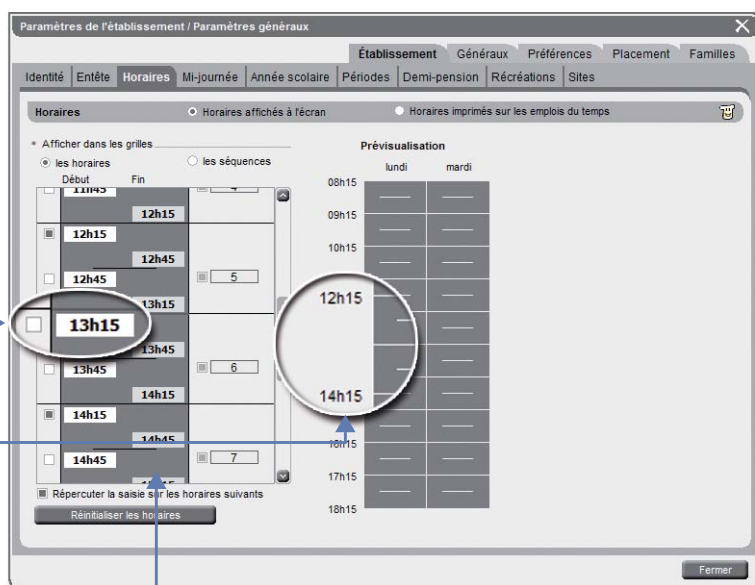 Paramètres de l'établissement / Paramètres généraux
Établissement Généraux Préférences Placement Familles
Identité Entête Horaires Mi-journée Année scolaire Périodes Demi-pension Récréations Sites
Horaires Horaires affichés à l'écran Horaires imprimés sur les emplois du temps
Afficher dans les grilles
les horaires les séquences
Début Fin
11h45 4
12h15
12h15
12h45
12h45 5
13h15
13h15
13h45
13h45 6
14h15
14h15
14h45
14h45 7
Répercuter la saisie sur les horaires suivants
Réinitialiser les horaires
Prévisualisation
lundi mardi
08h15
09h15
10h15
12h15
14h15
16h15
17h15
18h15
Fermer